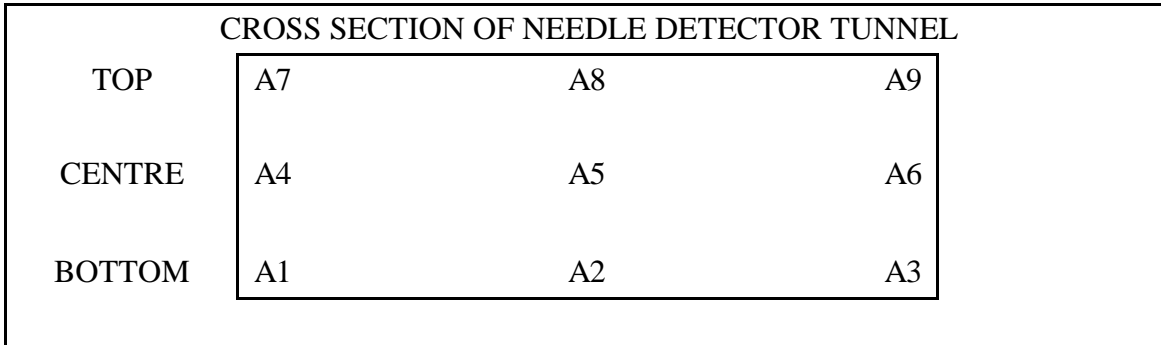 CROSS SECTION OF NEEDLE DETECTOR TUNNEL
TOP A7 A8 A9
CENTRE A4 A5 A6
BOTTOM A1 A2 A3